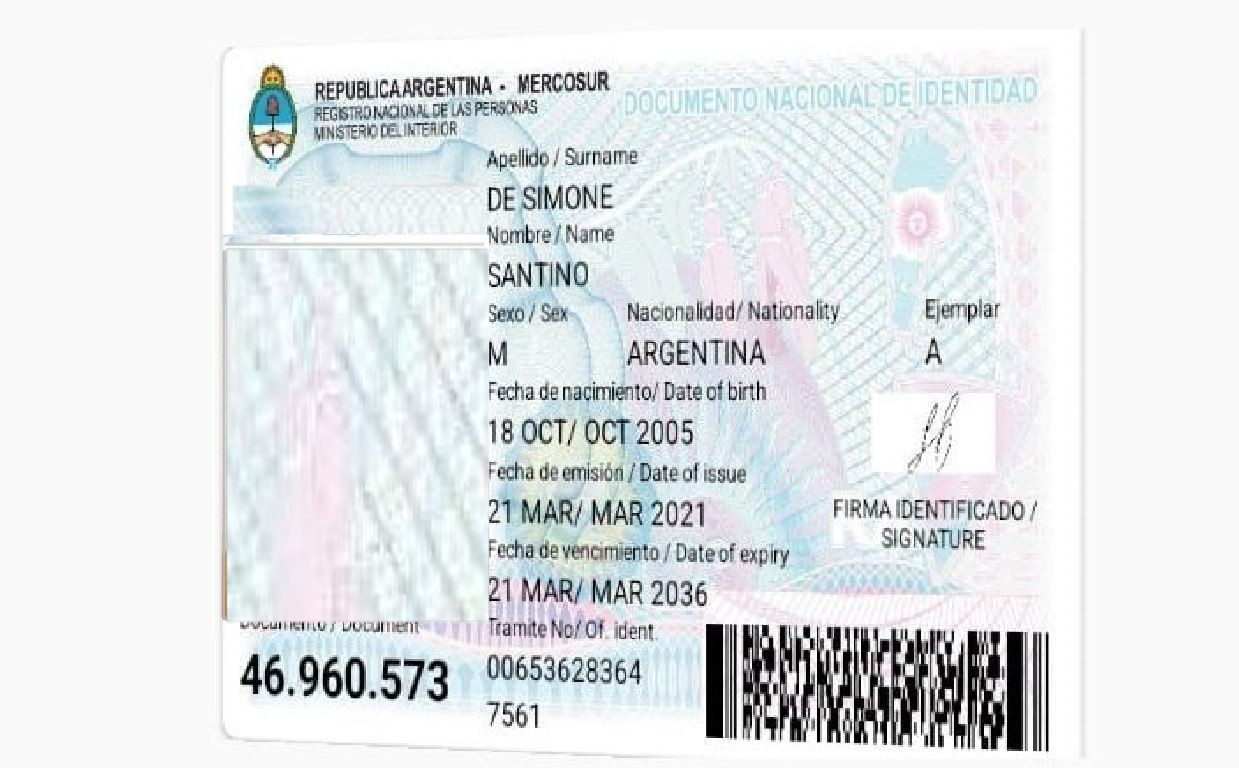 REPUBLICA ARGENTINA - MERCOSUR
REGISTRO NACIONAL DE LAS PERSONAS
MINISTERIO DEL INTERIOR
DOCUMENTO NACIONAL DE IDENTIDAD
Apellido / Surname
DE SIMONE
Nombre / Name
SANTINO
Sexo / Sex Nacionalidad/ Nationality Ejemplar
M ARGENTINA A
Fecha de nacimiento/ Date of birth
18 OCT/ OCT 2005
Fecha de emisión / Date of issue
21 MAR/ MAR 2021
FIRMA IDENTIFICADO /
SIGNATURE
Fecha de vencimiento / Date of expiry
21 MAR/ MAR 2036
Documento / Document
46.960.573
Tramite No/ Of. ident.
00653628364
7561